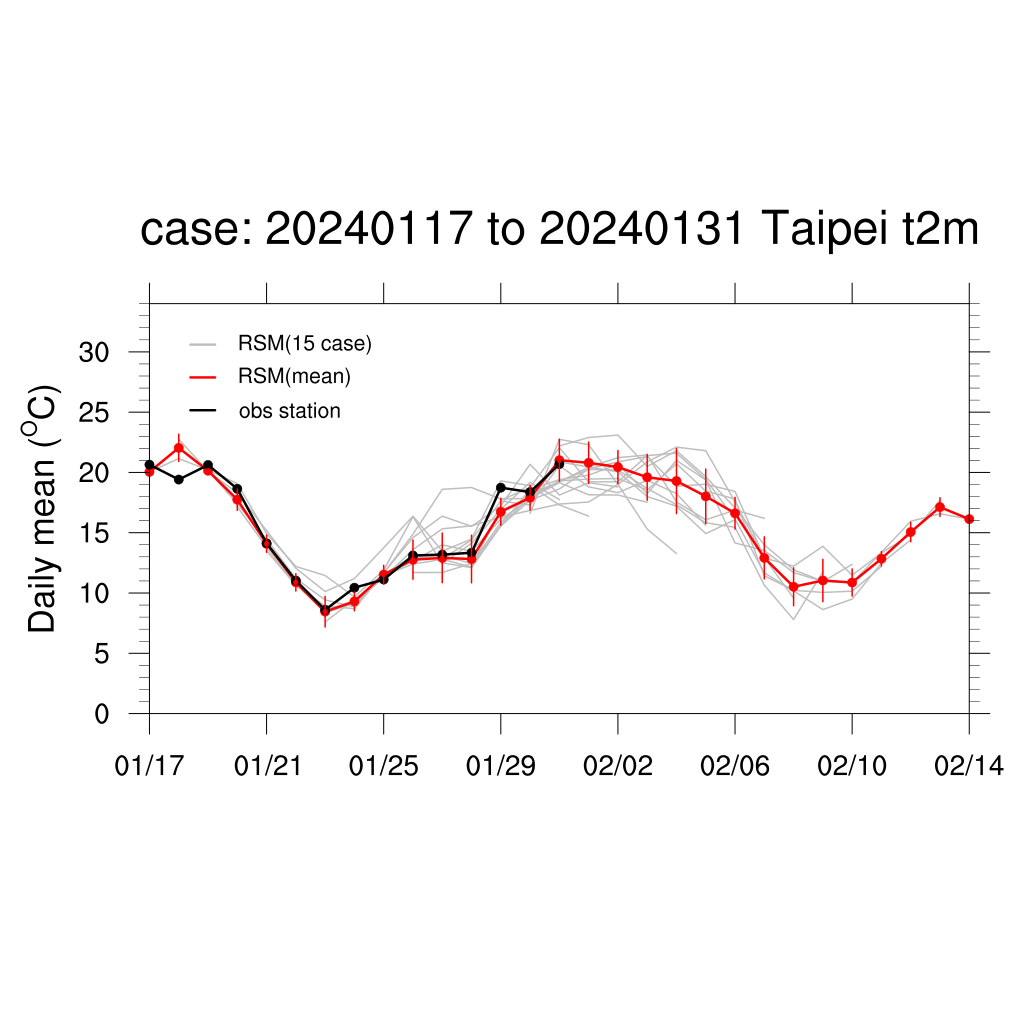 case: 20240117 to 20240131 Taipei t2m
RSM(15 case)
RSM(mean)
obs station
Daily mean (°C)
30
25
20
15
10
5
0
01/17 01/21 01/25 01/29 02/02 02/06 02/10 02/14